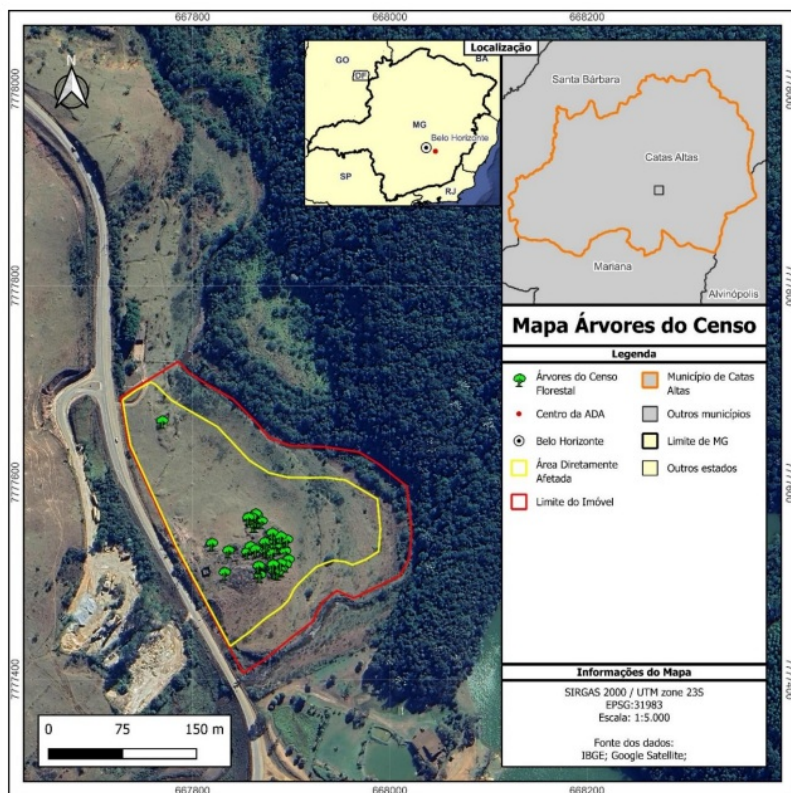 667800
668000
668200
7778000
7778000
N
Localização
GO
DF
BA
MG
Belo Horizonte
SP
RJ
Santa Bárbara
Catas Altas
Mariana
Alvinópolis
7777800
7777800
Mapa Árvores do Censo
Legenda
Árvores do Censo
Florestal
Centro da ADA
Belo Horizonte
Área Diretamente
Afetada
Limite do Imóvel
Município de Catas
Altas
Outros municípios
Limite de MG
Outros estados
7777600
7777600
7777400
7777400
Informações do Mapa
SIRGAS 2000 / UTM zone 23S
EPSG:31983
Escala: 1:5.000
Fonte dos dados:
IBGE; Google Satellite;
0
75
150 m
667800
668000
668200